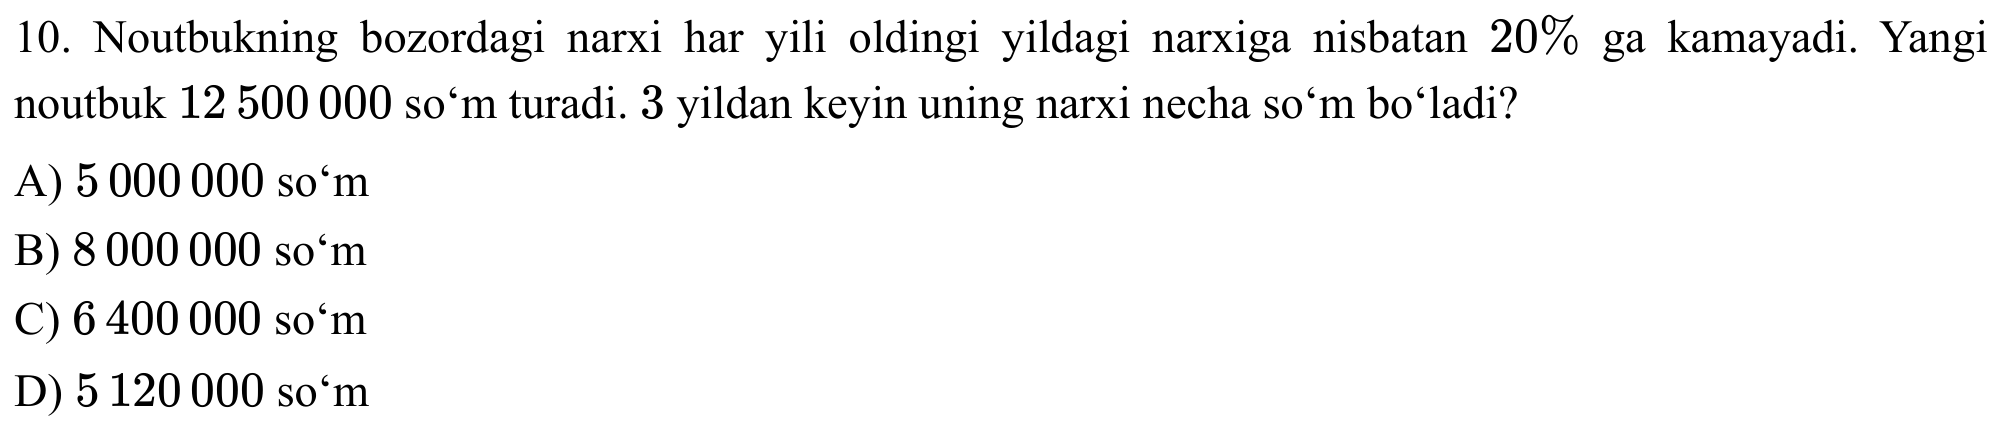 10. Noutbukning bozordagi narxi har yili oldingi yildagi narxiga nisbatan 20% ga kamayadi. Yangi
noutbuk 12 500 000 so‘m turadi. 3 yildan keyin uning narxi necha so‘m bo‘ladi?
A) 5 000 000 so‘m
B) 8 000 000 so‘m
C) 6 400 000 so‘m
D) 5 120 000 so‘m